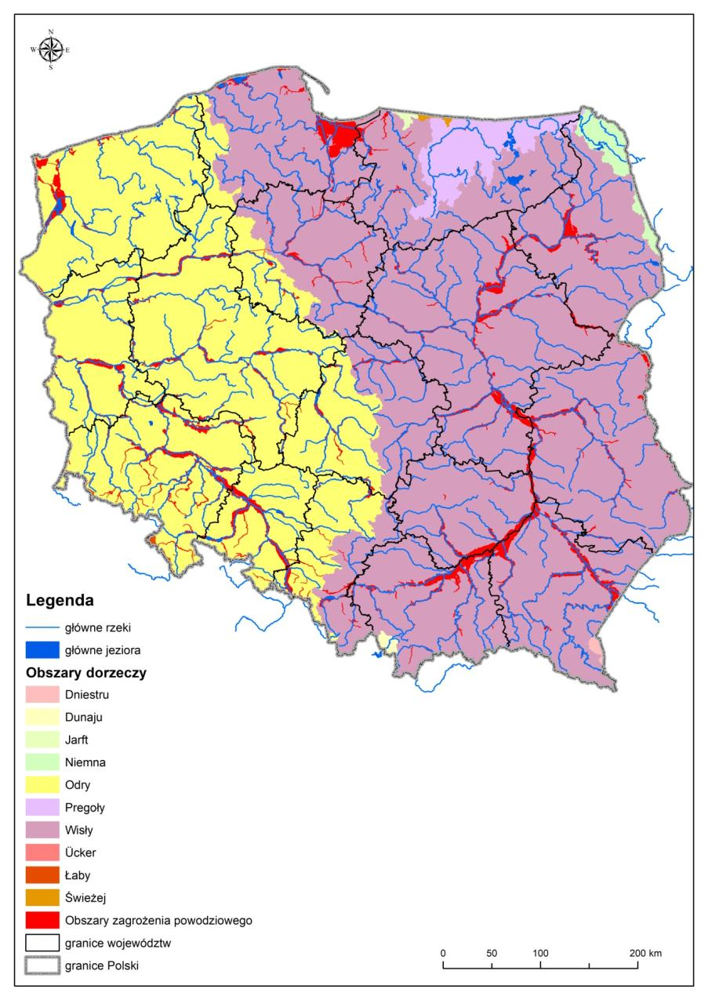 N
W E
S
Legenda
główne rzeki
główne jeziora
Obszary dorzeczy
Dniestru
Dunaju
Jarft
Niemna
Odry
Pregoły
Wisły
Ücker
Łaby
Świeżej
Obszary zagrożenia powodziowego
granice województw
granice Polski
0 50 100 200 km